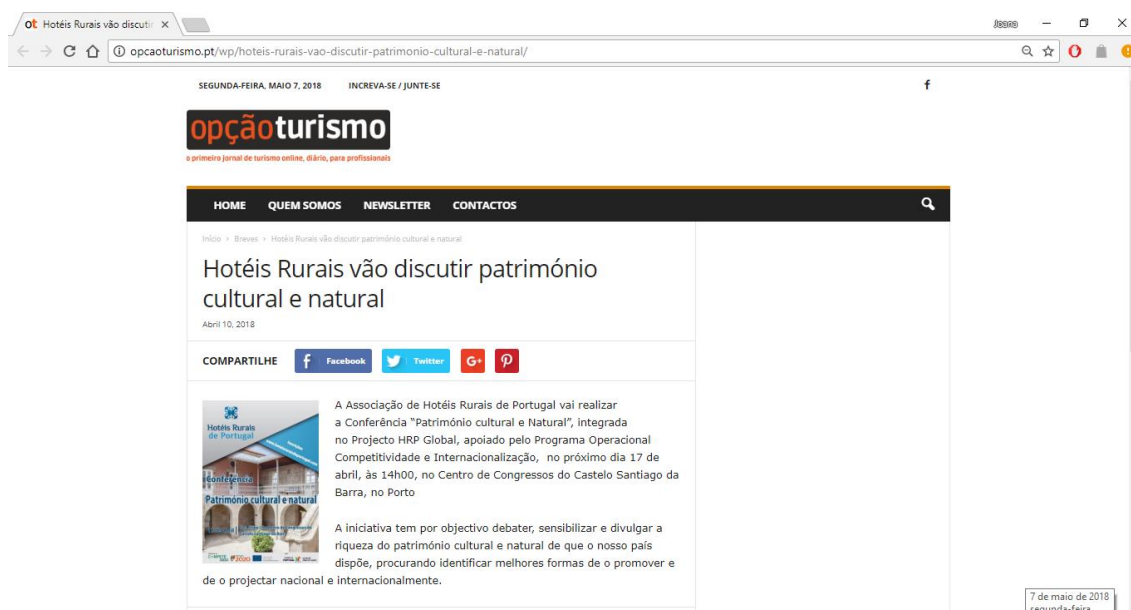 ot Hotéis Rurais vão discutir
Joana
opcaoturismo.pt/wp/hoteis-rurais-vao-discutir-patrimonio-cultural-e-natural/
SEGUNDA-FEIRA, MAIO 7, 2018 INCREVA-SE / JUNTE-SE
opçãoturismo
o primeiro jornal de turismo online, diário, para profissionais
HOME QUEM SOMOS NEWSLETTER CONTACTOS
Início > Breves > Hotéis Rurais vão discutir património cultural e natural
Hotéis Rurais vão discutir património
cultural e natural
Abril 10, 2018
COMPARTILHE Facebook Twitter G+
Hotéis Rurais
de Portugal
Conferência
Património cultural e natural
A Associação de Hotéis Rurais de Portugal vai realizar
a Conferência “Património cultural e Natural”, integrada
no Projecto HRP Global, apoiado pelo Programa Operacional
Competitividade e Internacionalização, no próximo dia 17 de
abril, às 14h00, no Centro de Congressos do Castelo Santiago da
Barra, no Porto
A iniciativa tem por objectivo debater, sensibilizar e divulgar a
riqueza do património cultural e natural de que o nosso país
dispõe, procurando identificar melhores formas de o promover e
de o projectar nacional e internacionalmente.
7 de maio de 2018
segunda-feira